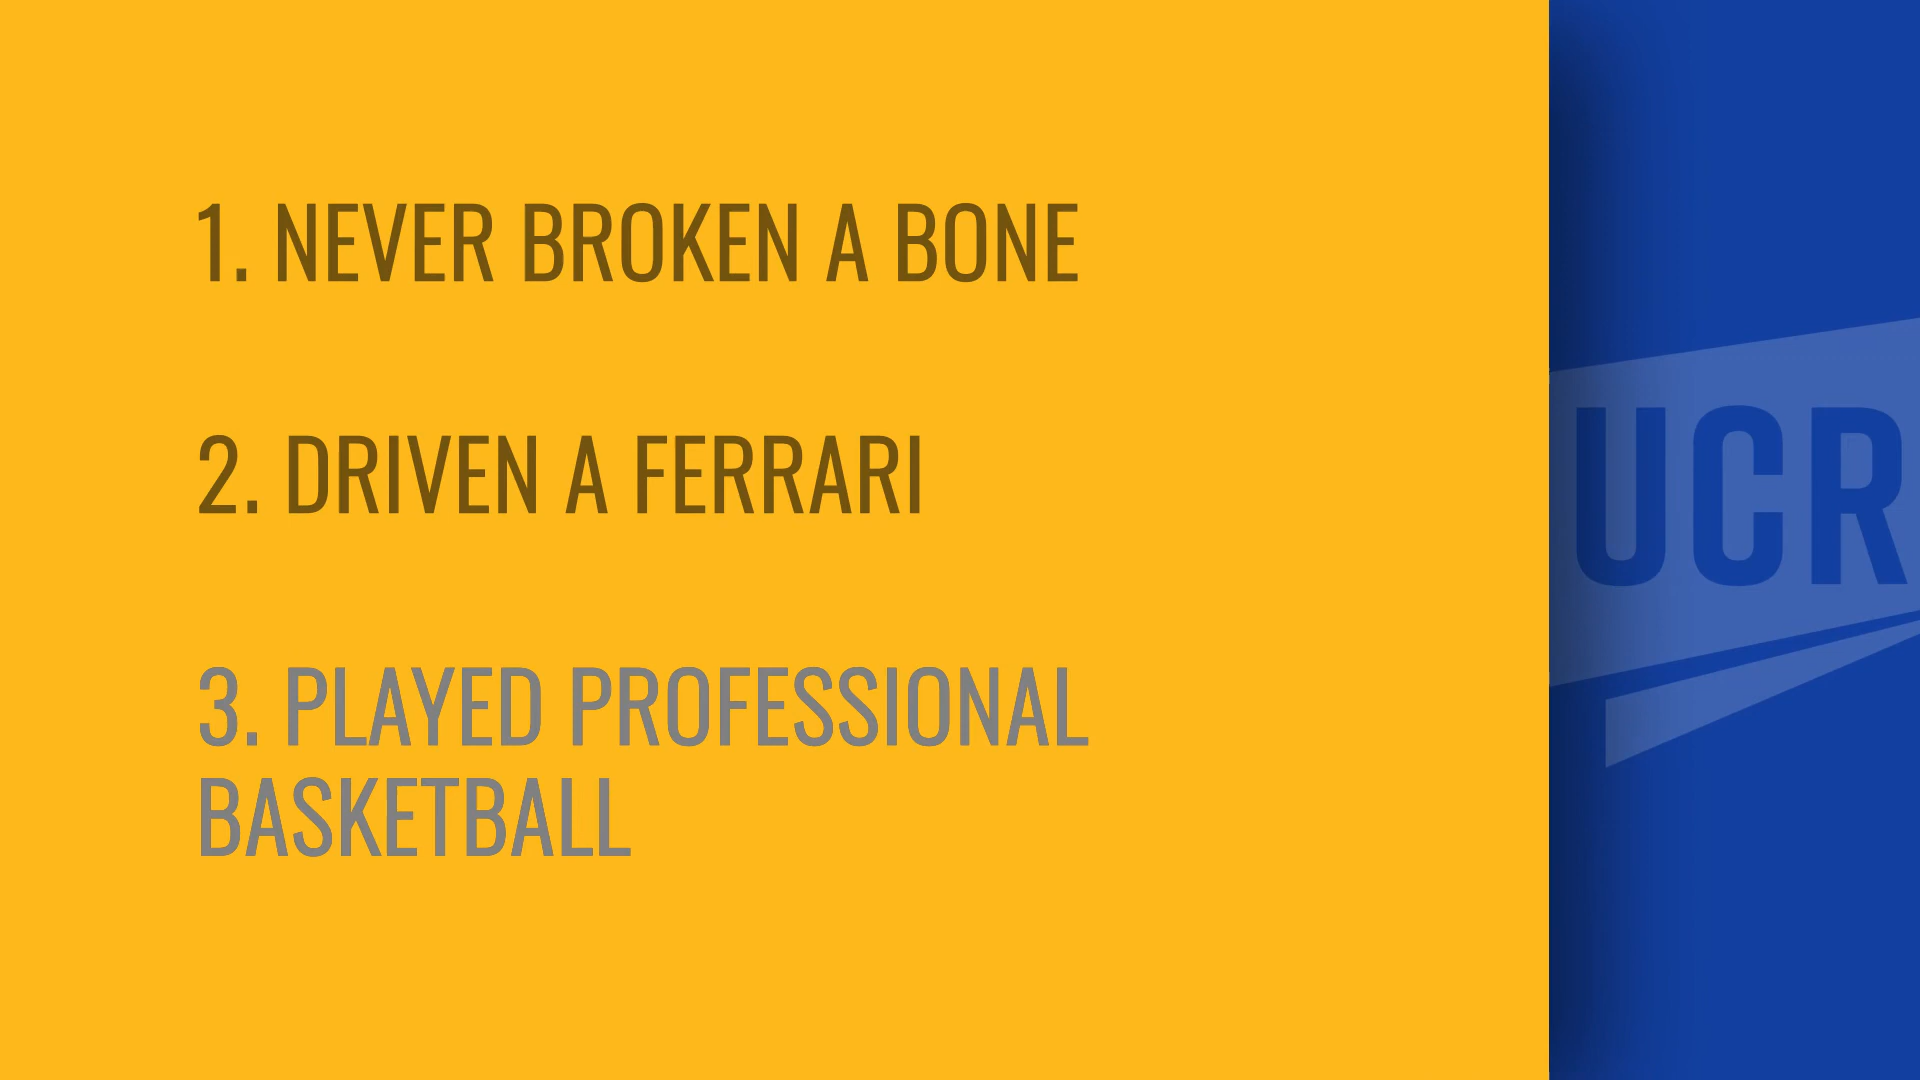 1. NEVER BROKEN A BONE
2. DRIVEN A FERRARI
3. PLAYED PROFESSIONAL
BASKETBALL
UCR